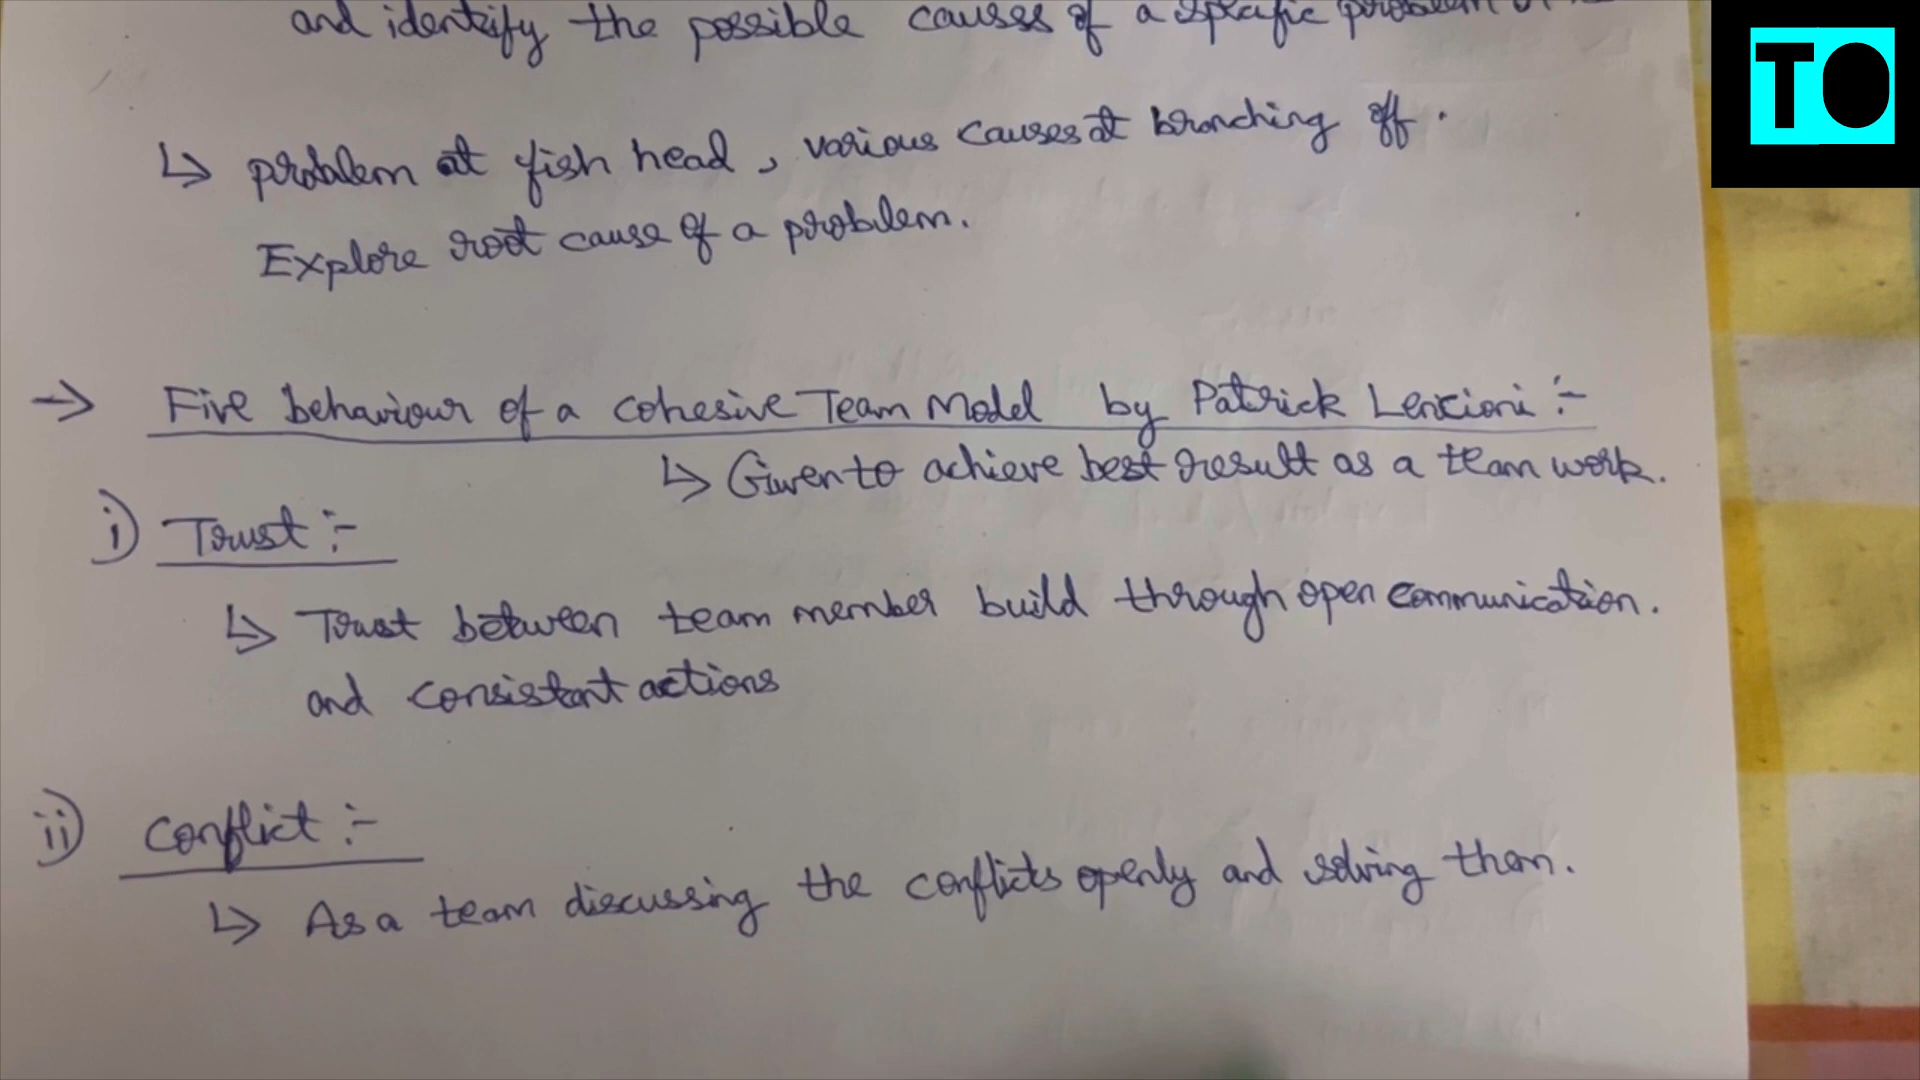 and identify the possible causes of a specific problem
TO
↳ problem at fish head, various causes at branching off.
Explore root cause of a problem.
→ Five behaviour of a cohesive Team Model by Patrick Lencioni :-
↳ Given to achieve best result as a team work.
i) Trust :-
↳ Trust between team member build through open communication.
and consistent actions
ii) Conflict :-
↳ As a team discussing the conflicts openly and solving them.